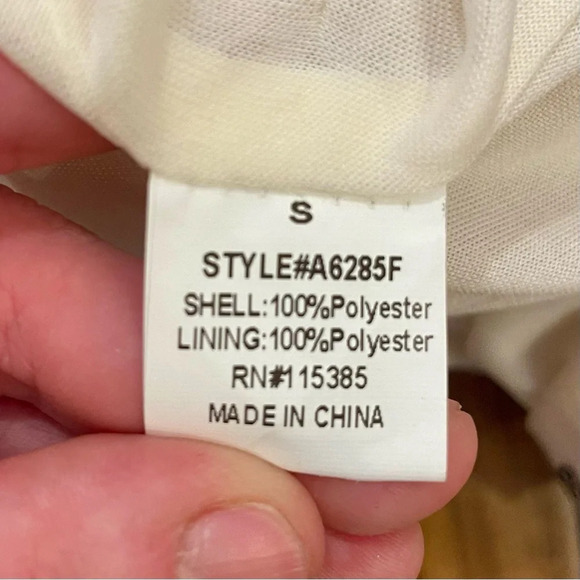 S
STYLE#A6285F
SHELL:100%Polyester
LINING:100%Polyester
RN#115385
MADE IN CHINA